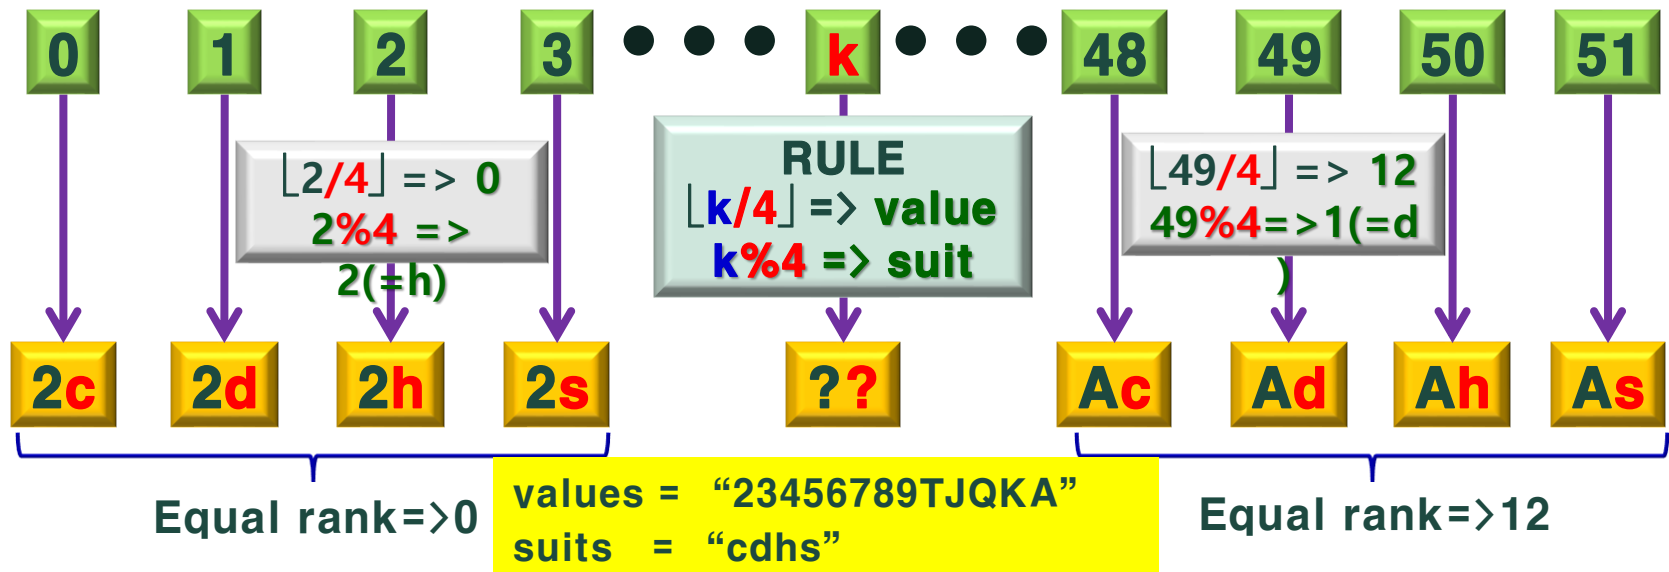 0 1 2 3 ● ● ● k ● ● ● 48 49 50 51
⌊2/4⌋ => 0
2%4 =>
2(=h)
RULE
⌊k/4⌋ => value
k%4 => suit
⌊49/4⌋ => 12
49%4=>1(=d
)
2c 2d 2h 2s ?? Ac Ad Ah As
Equal rank=>0
values = “23456789TJQKA”
suits = “cdhs”
Equal rank=>12